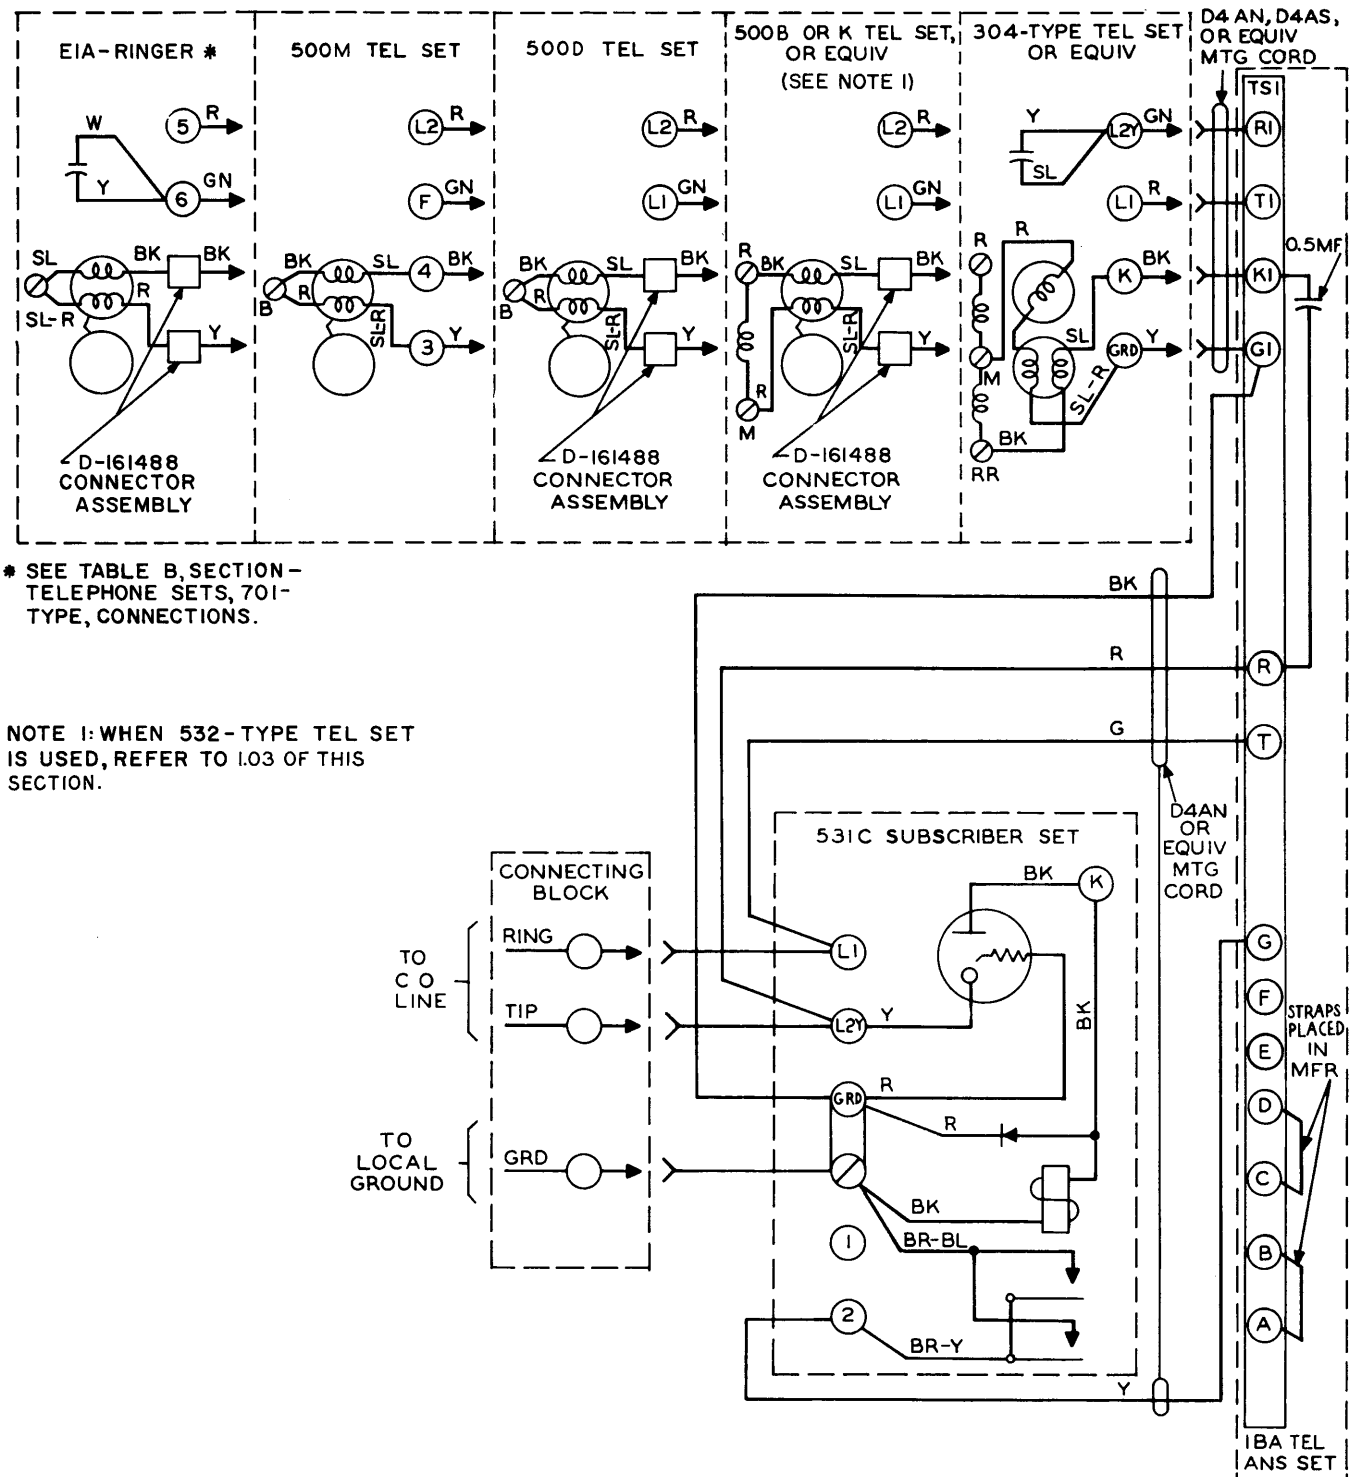 EIA-RINGER *
500M TEL SET
500D TEL SET
500B OR K TEL SET,
OR EQUIV
(SEE NOTE 1)
304-TYPE TEL SET
OR EQUIV
D4 AN, D4AS,
OR EQUIV
MTG CORD
TS1
W
5 R
L2 R
L2 R
L2 R
Y
L2Y GN
R1
Y
6 GN
F GN
L1 GN
L1 GN
SL
L1 R
T1
SL
BK
BK
BK
SL
4
BK
BK
SL
BK
R
BK
SL
BK
R
R
K
BK
K1
0.5MF
SL-R
R
Y
B
R
SL-R
3
Y
B
R
SL-R
Y
R
M
SL-R
Y
M
SL
SL-R
GRD
Y
G1
BK
RR
D-161488
CONNECTOR
ASSEMBLY
D-161488
CONNECTOR
ASSEMBLY
D-161488
CONNECTOR
ASSEMBLY
* SEE TABLE B, SECTION-
TELEPHONE SETS, 701-
TYPE, CONNECTIONS.
BK
R
R
NOTE 1: WHEN 532-TYPE TEL SET
IS USED, REFER TO 1.03 OF THIS
SECTION.
G
T
D4AN
OR
EQUIV
MTG
CORD
531C SUBSCRIBER SET
CONNECTING
BLOCK
BK
K
RING
L1
G
TO
C O
LINE
TIP
L2Y
Y
BK
F
STRAPS
PLACED
IN
MFR
E
GRD
R
D
R
TO
LOCAL
GROUND
GRD
C
BK
1
BR-BL
B
2
BR-Y
A
Y
1BA TEL
ANS SET